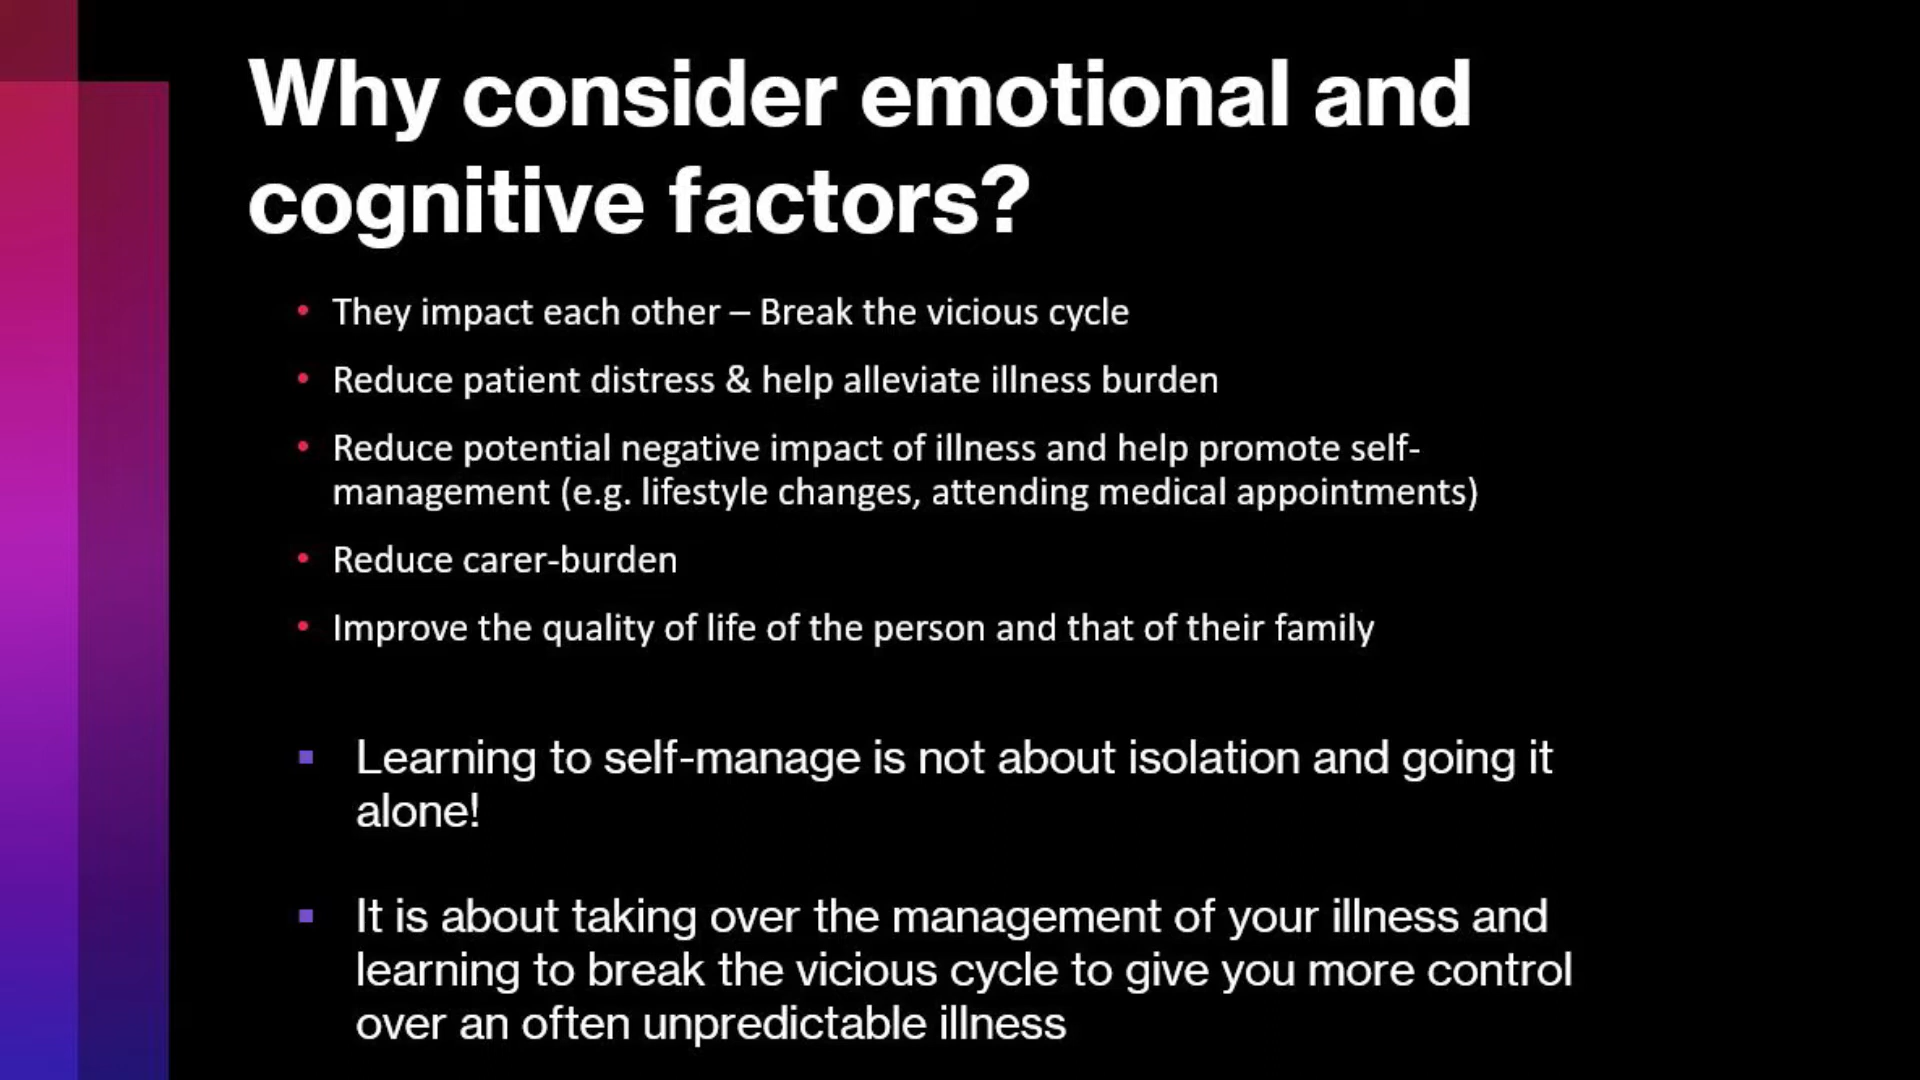 Why consider emotional and
cognitive factors?
• They impact each other – Break the vicious cycle
• Reduce patient distress & help alleviate illness burden
• Reduce potential negative impact of illness and help promote self-
management (e.g. lifestyle changes, attending medical appointments)
• Reduce carer-burden
• Improve the quality of life of the person and that of their family
▪ Learning to self-manage is not about isolation and going it
alone!
▪ It is about taking over the management of your illness and
learning to break the vicious cycle to give you more control
over an often unpredictable illness